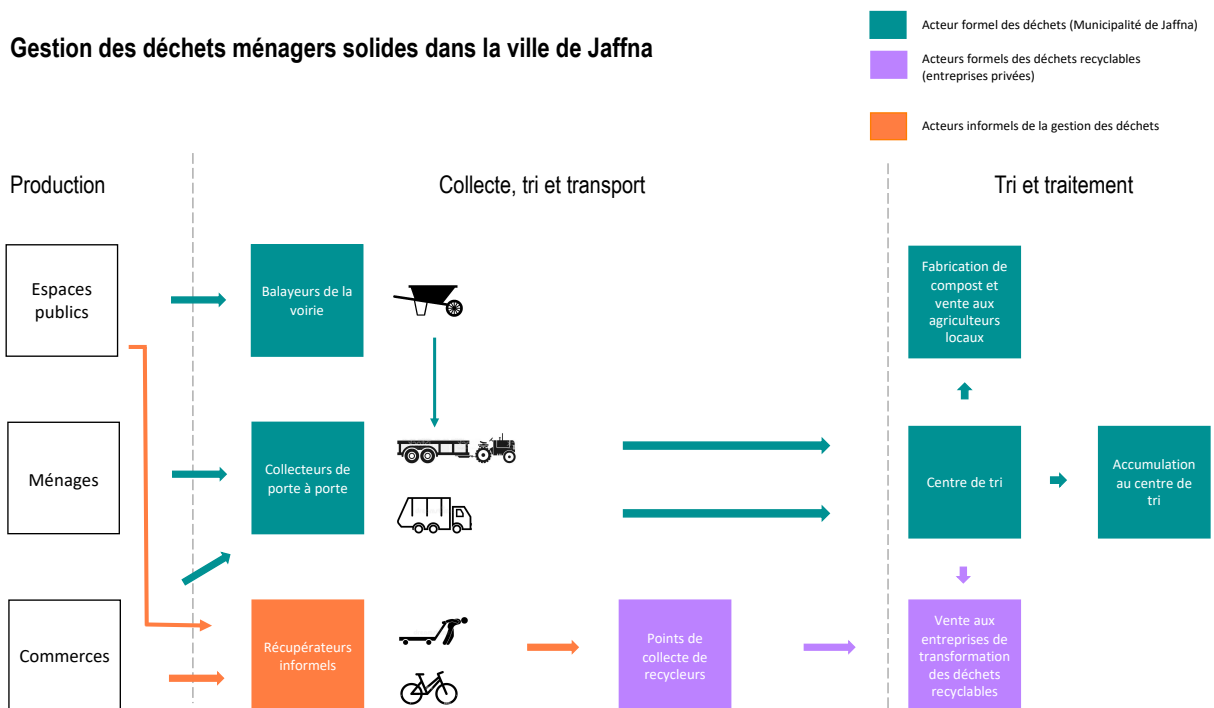 Gestion des déchets ménagers solides dans la ville de Jaffna
Acteur formel des déchets (Municipalité de Jaffna)
Acteurs formels des déchets recyclables
(entreprises privées)
Acteurs informels de la gestion des déchets
Production
Collecte, tri et transport
Tri et traitement
Espaces
publics
Balayeurs de la
voirie
Fabrication de
compost et
vente aux
agriculteurs
locaux
Ménages
Collecteurs de
porte à porte
Centre de tri
Accumulation
au centre de
tri
Commerces
Récupérateurs
informels
Points de
collecte de
recycleurs
Vente aux
entreprises de
transformation
des déchets
recyclables